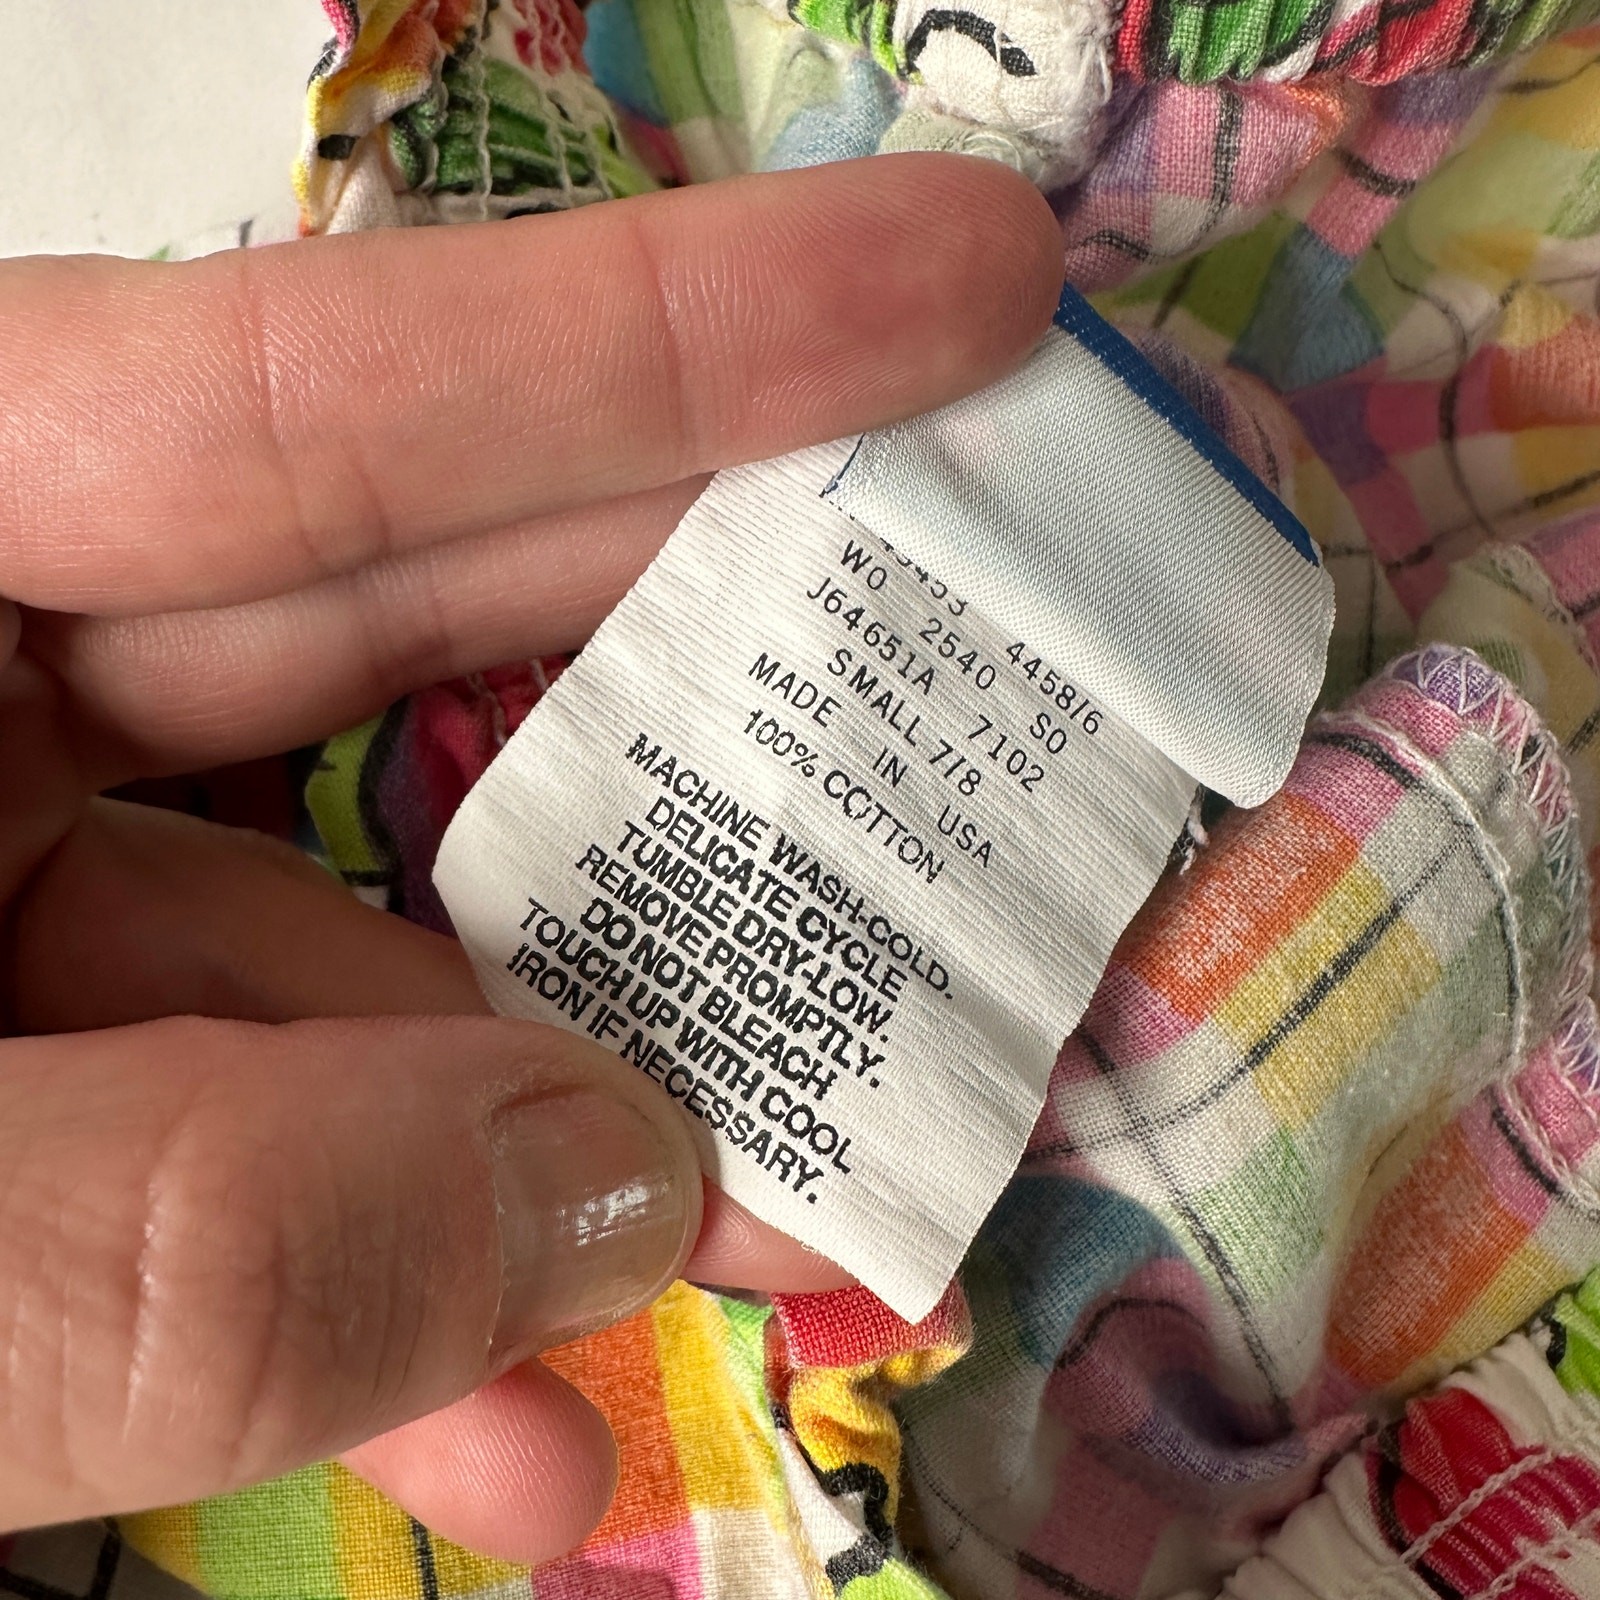 4458/6
W0 2540 S0
J64651A 7102
SMALL 7/8
MADE IN USA
100% COTTON
MACHINE WASH-COLD.
DELICATE CYCLE
TUMBLE DRY-LOW.
REMOVE PROMPTLY.
DO NOT BLEACH
TOUCH UP WITH COOL
IRON IF NECESSARY.